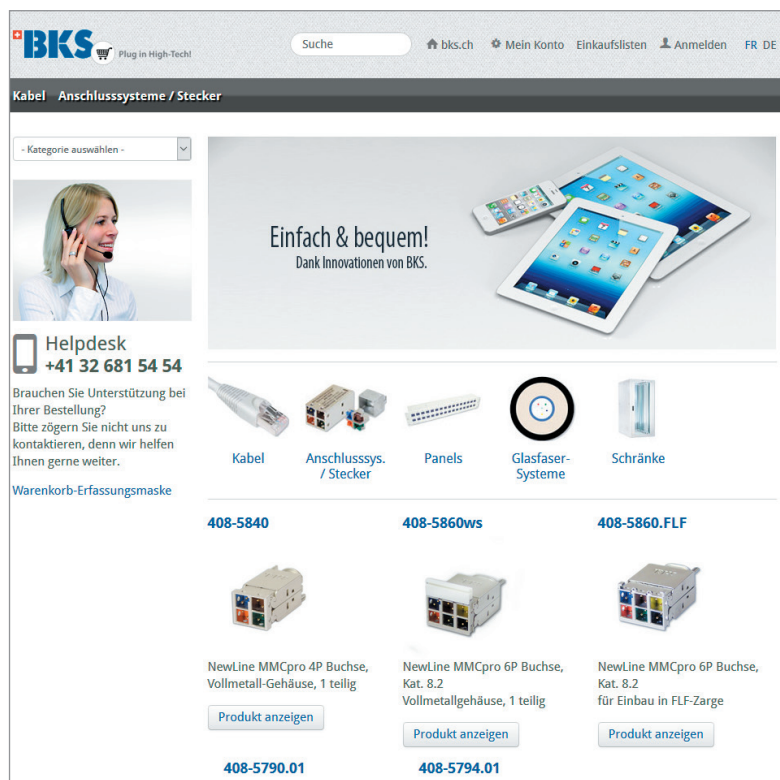 BKS Plug in High-Tech!
Suche
bks.ch Mein Konto Einkaufslisten Anmelden FR DE
Kabel Anschlusssysteme / Stecker
- Kategorie auswählen -
Einfach & bequem!
Dank Innovationen von BKS.
Helpdesk
+41 32 681 54 54
Brauchen Sie Unterstützung bei
Ihrer Bestellung?
Bitte zögern Sie nicht uns zu
kontaktieren, denn wir helfen
Ihnen gerne weiter.
Warenkorb-Erfassungsmaske
Kabel
Anschlusssys.
/ Stecker
Panels
Glasfaser-
Systeme
Schränke
408-5840
NewLine MMCpro 4P Buchse,
Vollmetall-Gehäuse, 1 teilig
Produkt anzeigen
408-5860ws
NewLine MMCpro 6P Buchse,
Kat. 8.2
Vollmetallgehäuse, 1 teilig
Produkt anzeigen
408-5860.FLF
NewLine MMCpro 6P Buchse,
Kat. 8.2
für Einbau in FLF-Zarge
Produkt anzeigen
408-5790.01
408-5794.01